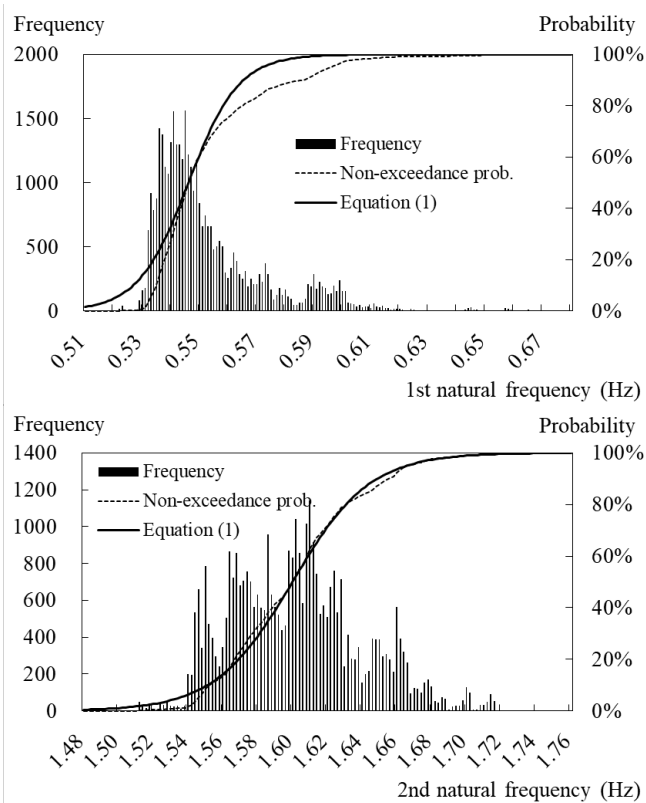 Frequency Probability
2000 100%
1500 80%
60%
1000
40%
500
20%
0 0%
Frequency
Non-exceedance prob.
Equation (1)
0.51 0.53 0.55 0.57 0.59 0.61 0.63 0.65 0.67
1st natural frequency (Hz)
Frequency Probability
1400 100%
1200
80%
1000
800 60%
600
40%
400
20%
200
0 0%
Frequency
Non-exceedance prob.
Equation (1)
1.48 1.50 1.52 1.54 1.56 1.58 1.60 1.62 1.64 1.66 1.68 1.70 1.72 1.74 1.76
2nd natural frequency (Hz)